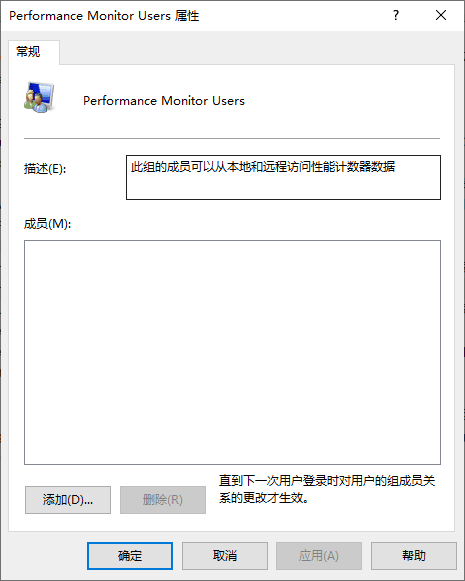 Performance Monitor Users 属性
?
常规
Performance Monitor Users
描述(E):
此组的成员可以从本地和远程访问性能计数器数据
成员(M):
添加(D)...
删除(R)
直到下一次用户登录时对用户的组成员关
系的更改才生效。
确定
取消
应用(A)
帮助